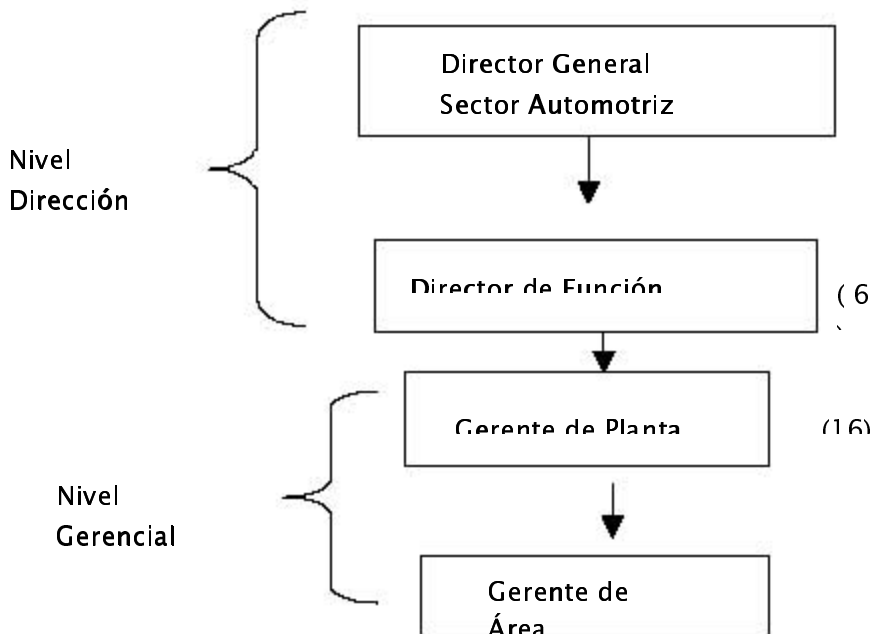 Director General
Sector Automotriz
Nivel
Dirección
Director de Función
( 6
Gerente de Planta
(16)
Nivel
Gerencial
Gerente de
Área